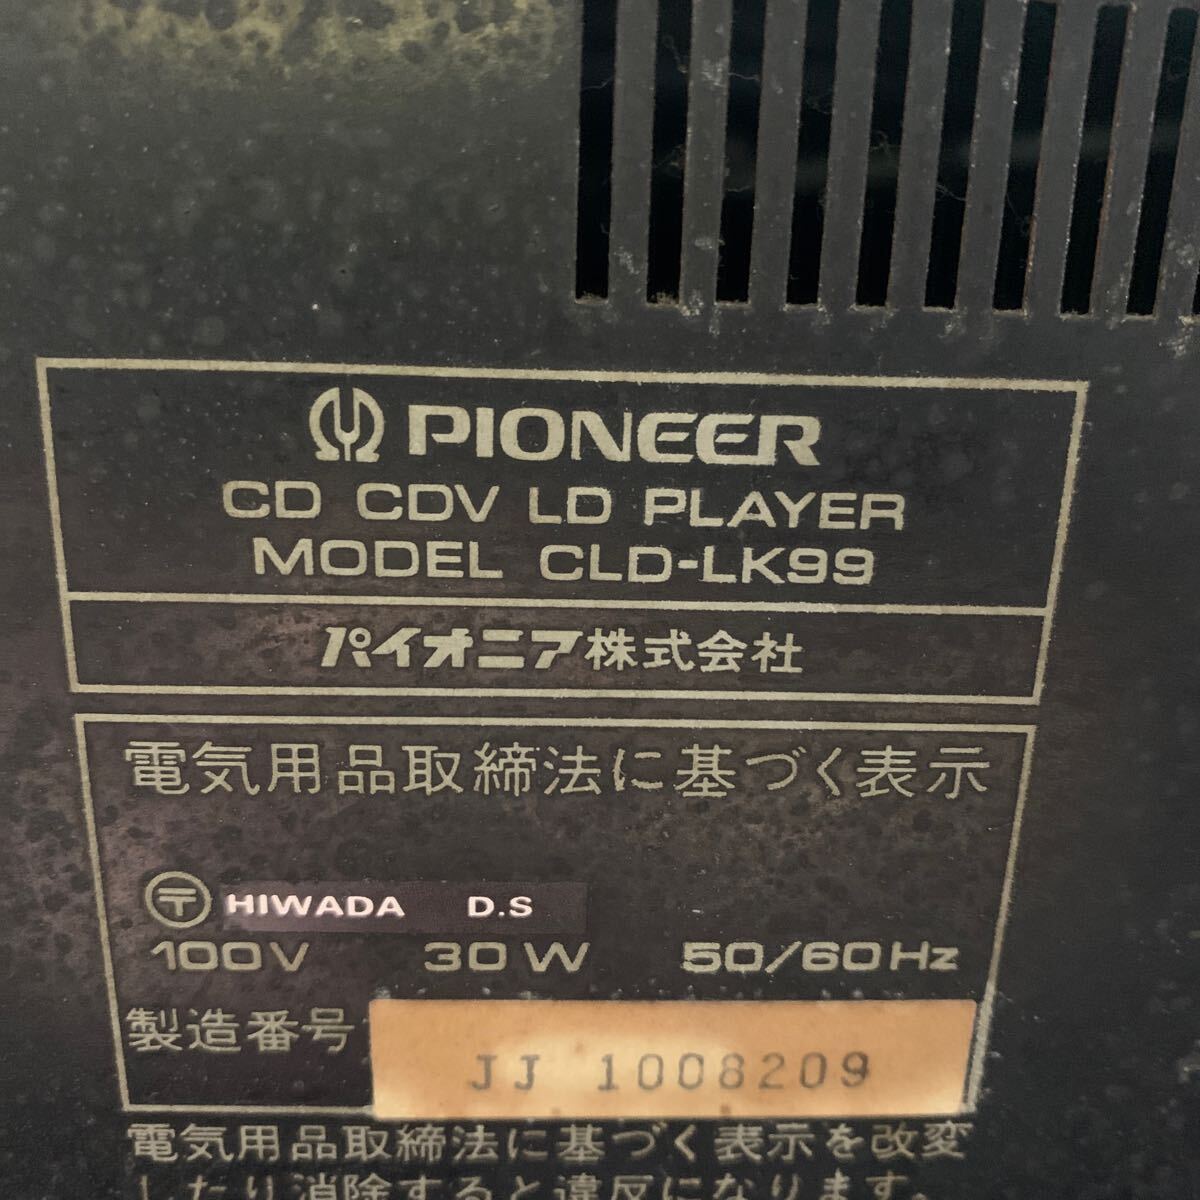 PIONEER
CD CDV LD PLAYER
MODEL CLD-LK99
パイオニア株式会社
電気用品取締法に基づく表示
〒 HIWADA D.S
100V 30W 50/60Hz
製造番号 JJ 1008209
電気用品取締法に基づく表示を改変
したり消除すると違反になります。